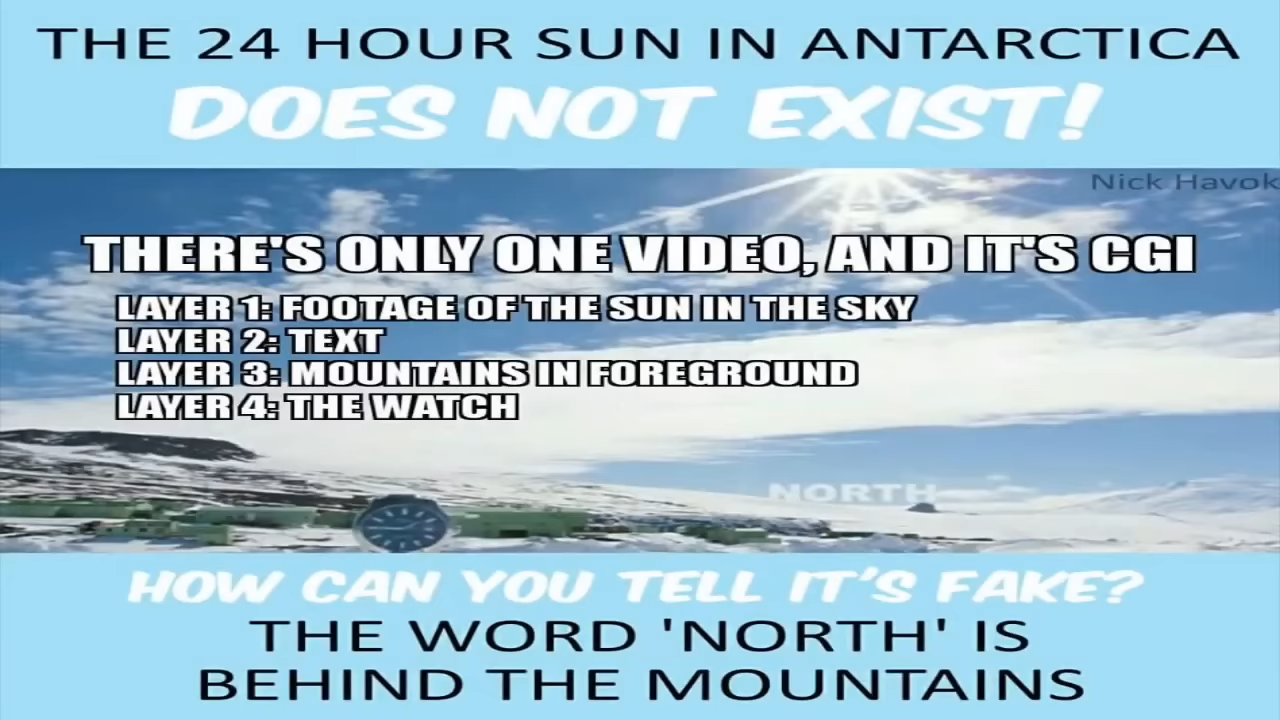 THE 24 HOUR SUN IN ANTARCTICA
DOES NOT EXIST!
Nick Havok
THERE'S ONLY ONE VIDEO, AND IT'S CGI
LAYER 1: FOOTAGE OF THE SUN IN THE SKY
LAYER 2: TEXT
LAYER 3: MOUNTAINS IN FOREGROUND
LAYER 4: THE WATCH
NORTH
HOW CAN YOU TELL IT'S FAKE?
THE WORD 'NORTH' IS
BEHIND THE MOUNTAINS